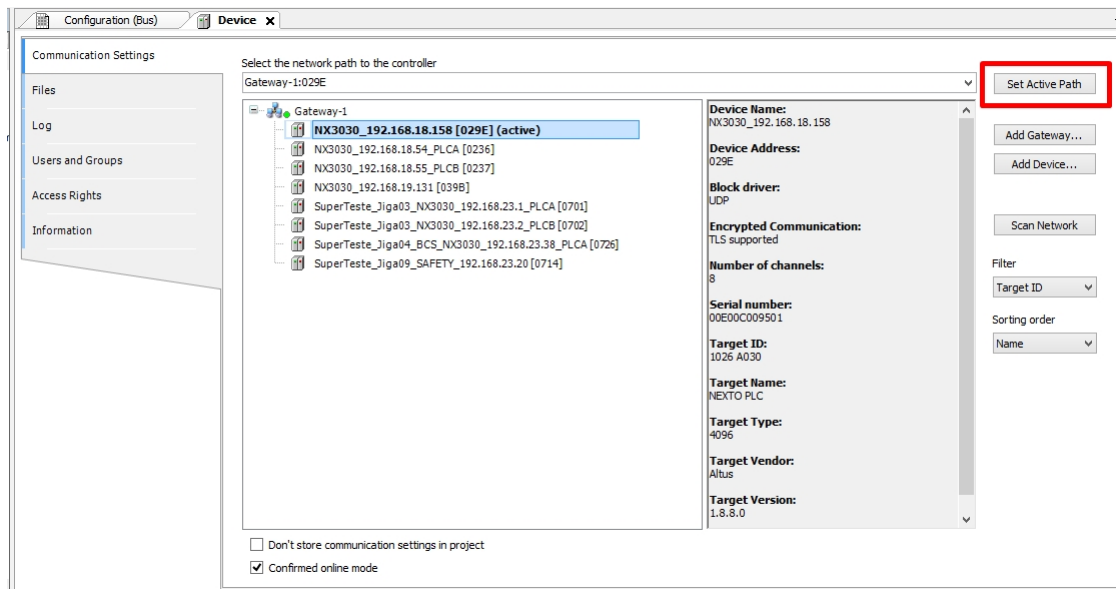 Configuration (Bus)
Device
Communication Settings
Files
Log
Users and Groups
Access Rights
Information
Select the network path to the controller
Gateway-1:029E
Gateway-1
NX3030_192.168.18.158 [029E] (active)
NX3030_192.168.18.54_PLCA [0236]
NX3030_192.168.18.55_PLCB [0237]
NX3030_192.168.19.131 [039B]
SuperTeste_Jiga03_NX3030_192.168.23.1_PLCA [0701]
SuperTeste_Jiga03_NX3030_192.168.23.2_PLCB [0702]
SuperTeste_Jiga04_BCS_NX3030_192.168.23.38_PLCA [0726]
SuperTeste_Jiga09_SAFETY_192.168.23.20 [0714]
Device Name:
NX3030_192.168.18.158
Device Address:
029E
Block driver:
UDP
Encrypted Communication:
TLS supported
Number of channels:
8
Serial number:
00E00C009501
Target ID:
1026 A030
Target Name:
NEXTO PLC
Target Type:
4096
Target Vendor:
Altus
Target Version:
1.8.8.0
Set Active Path
Add Gateway...
Add Device...
Scan Network
Filter
Target ID
Sorting order
Name
Don't store communication settings in project
Confirmed online mode